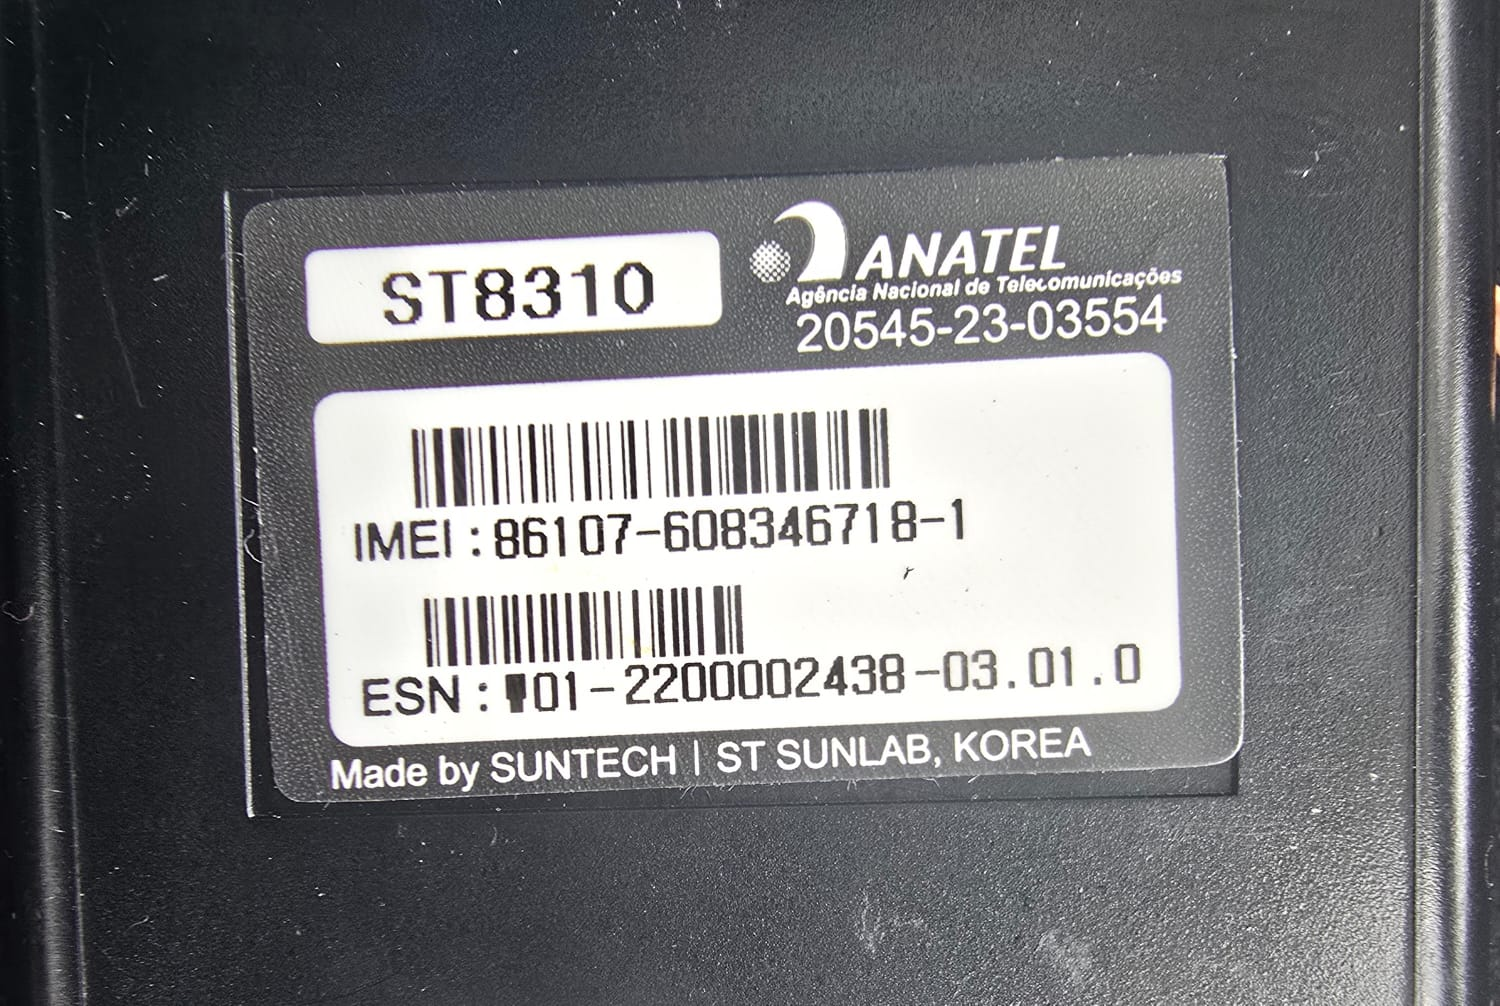 ST8310
ANATEL
Agência Nacional de Telecomunicações
20545-23-03554
IMEI : 86107-608346718-1
ESN : W01-2200002438-03.01.0
Made by SUNTECH | ST SUNLAB, KOREA